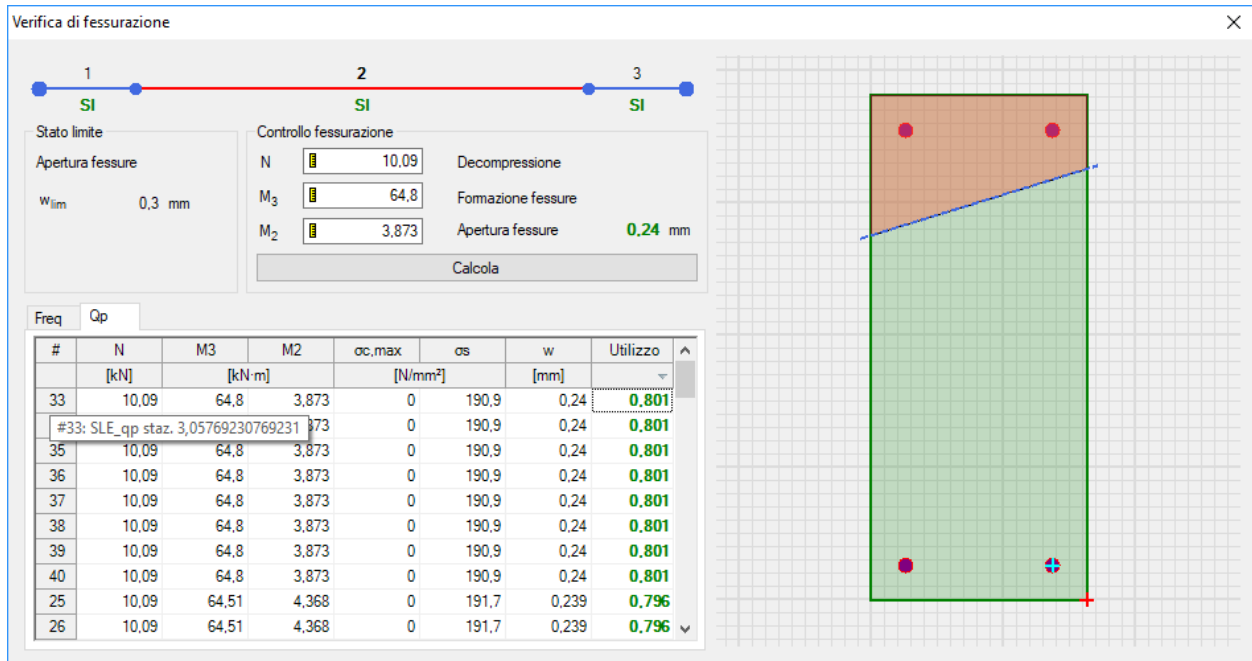 Verifica di fessurazione
1 2 3
SI SI SI
Stato limite
Apertura fessure
wlim 0,3 mm
Controllo fessurazione
N 10,09 Decompressione
M3 64,8 Formazione fessure
M2 3,873 Apertura fessure 0,24 mm
Calcola
Freq Qp
# N M3 M2 σc,max σs w Utilizzo
[kN] [kN·m] [N/mm²] [mm]
33 10,09 64,8 3,873 0 190,9 0,24 0,801
#33: SLE_qp staz. 3,05769230769231 873 0 190,9 0,24 0,801
35 10,09 64,8 3,873 0 190,9 0,24 0,801
36 10,09 64,8 3,873 0 190,9 0,24 0,801
37 10,09 64,8 3,873 0 190,9 0,24 0,801
38 10,09 64,8 3,873 0 190,9 0,24 0,801
39 10,09 64,8 3,873 0 190,9 0,24 0,801
40 10,09 64,8 3,873 0 190,9 0,24 0,801
25 10,09 64,51 4,368 0 191,7 0,239 0,796
26 10,09 64,51 4,368 0 191,7 0,239 0,796